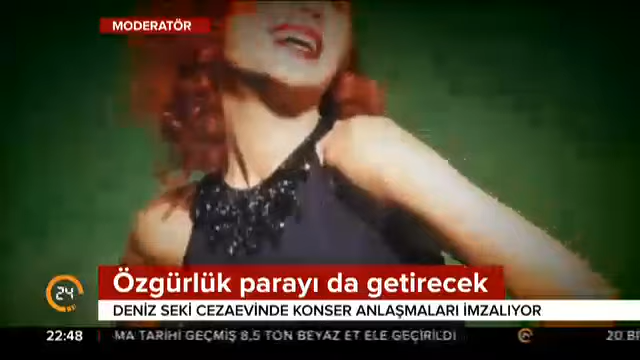 MODERATÖR
Özgürlük parayı da getirecek
24
DENİZ SEKİ CEZAEVİNDE KONSER ANLAŞMALARI İMZALIYOR
22:48 MA TARİHİ GEÇMİŞ 8,5 TON BEYAZ ET ELE GEÇİRİLDİ 20